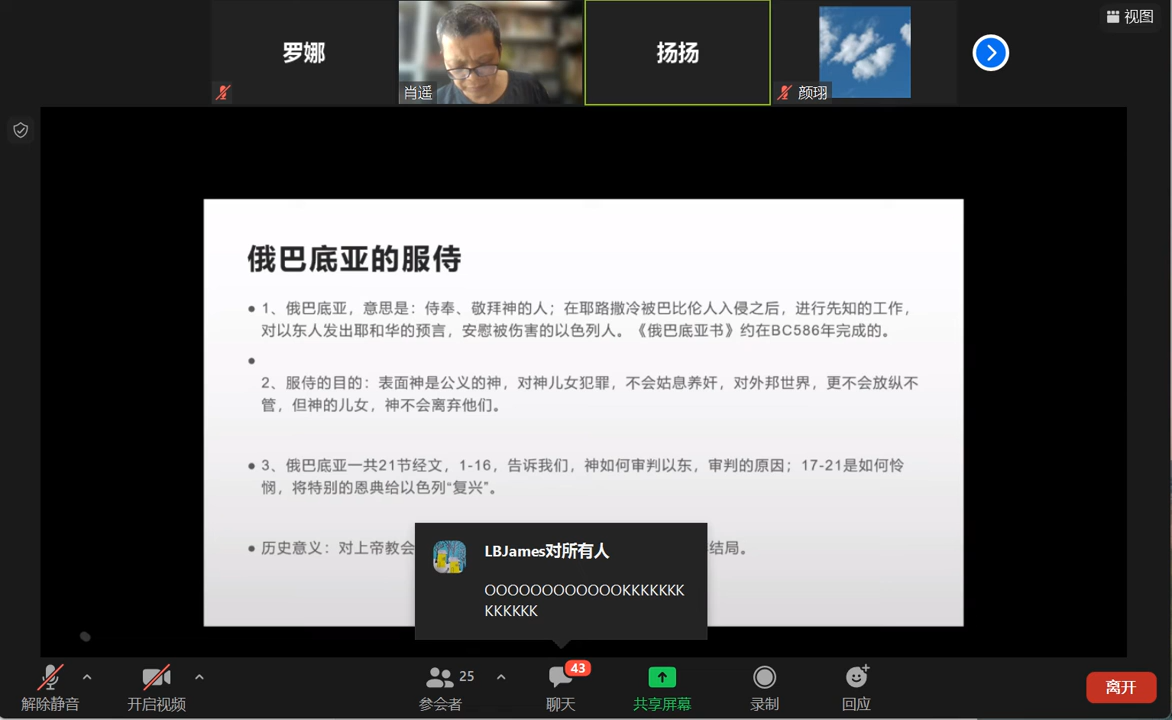 视图
罗娜
肖遥
扬扬
颜珝
俄巴底亚的服侍
1、俄巴底亚，意思是：侍奉、敬拜神的人；在耶路撒冷被巴比伦人入侵之后，进行先知的工作，
对以东人发出耶和华的预言，安慰被伤害的以色列人。《俄巴底亚书》约在BC586年完成的。
2、服侍的目的：表面神是公义的神，对神儿女犯罪，不会姑息养奸，对外邦世界，更不会放纵不
管，但神的儿女，神不会离弃他们。
3、俄巴底亚一共21节经文，1-16，告诉我们，神如何审判以东，审判的原因；17-21是如何怜
悯，将特别的恩典给以色列“复兴”。
历史意义：对上帝教会
结局。
LBJames对所有人
OOOOOOOOOOOOKKKKKKK
KKKKKK
25
43
解除静音
开启视频
参会者
聊天
共享屏幕
录制
回应
离开